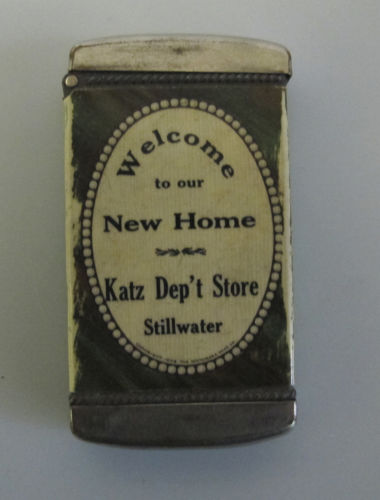 Welcome
to our
New Home
Katz Dep't Store
Stillwater